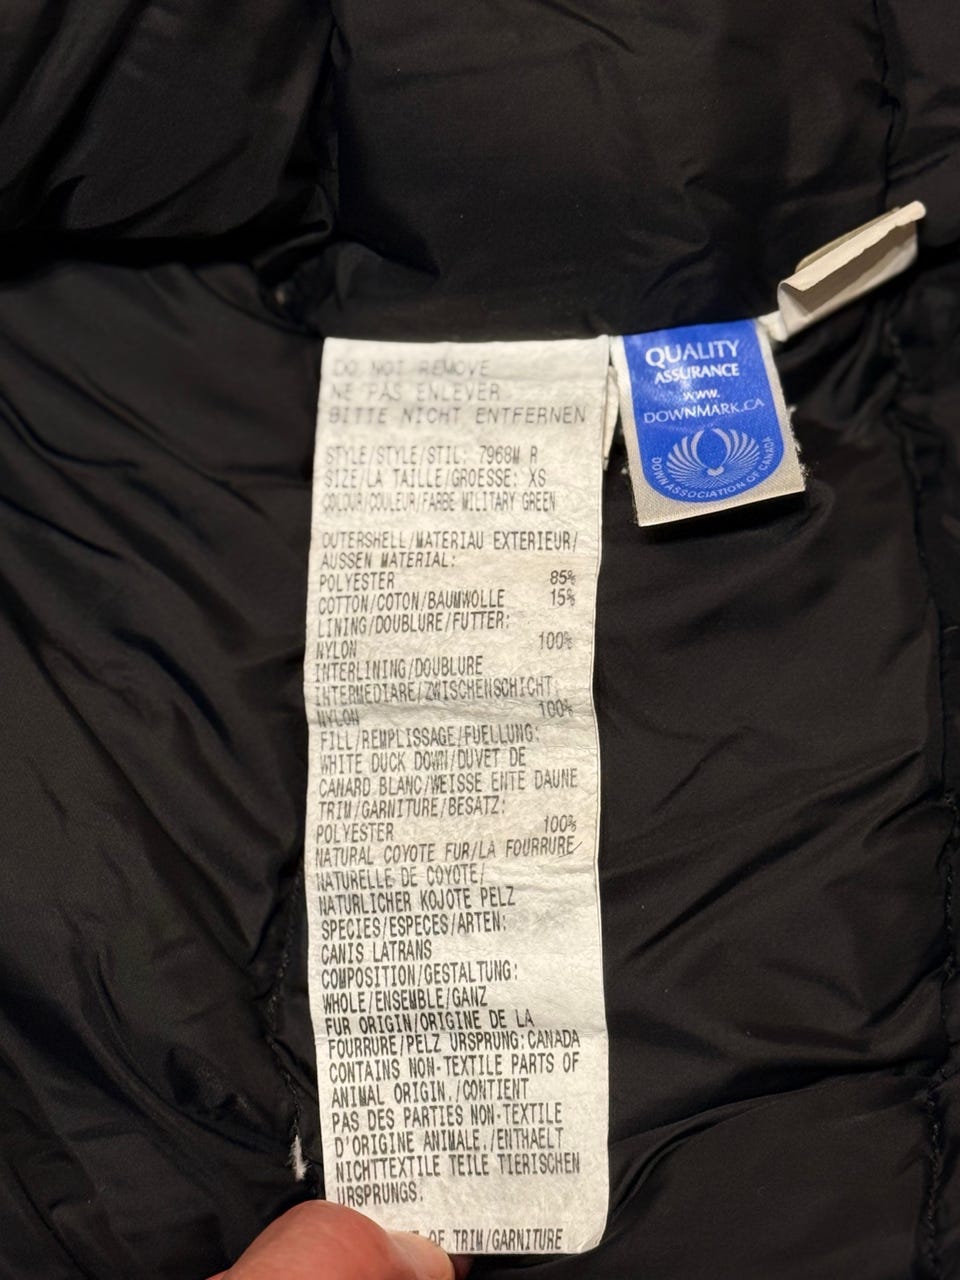 DO NOT REMOVE
NE PAS ENLEVER
BITTE NICHT ENTFERNEN
STYLE/STYLE/STIL: 7968M R
SIZE/LA TAILLE/GROESSE: XS
COLOUR/COULEUR/FARBE MILITARY GREEN
OUTERSHELL/MATERIAU EXTERIEUR/
AUSSEN MATERIAL:
POLYESTER 85%
COTTON/COTON/BAUMWOLLE 15%
LINING/DOUBLURE/FUTTER:
NYLON 100%
INTERLINING/DOUBLURE
INTERMEDIARE/ZWISCHENSCHICHT:
NYLON 100%
FILL/REMPLISSAGE/FUELLUNG:
WHITE DUCK DOWN/DUVET DE
CANARD BLANC/WEISSE ENTE DAUNE
TRIM/GARNITURE/BESATZ:
POLYESTER 100%
NATURAL COYOTE FUR/LA FOURRURE/
NATURELLE DE COYOTE/
NATURLICHER KOJOTE PELZ
SPECIES/ESPECES/ARTEN:
CANIS LATRANS
COMPOSITION/GESTALTUNG:
WHOLE/ENSEMBLE/GANZ
FUR ORIGIN/ORIGINE DE LA
FOURRURE/PELZ URSPRUNG:CANADA
CONTAINS NON-TEXTILE PARTS OF
ANIMAL ORIGIN./CONTIENT
PAS DES PARTIES NON-TEXTILE
D'ORIGINE ANIMALE./ENTHAELT
NICHTTEXTILE TEILE TIERISCHEN
URSPRUNGS.
OF TRIM/GARNITURE
QUALITY
ASSURANCE
www.
DOWNMARK.CA
DOWN ASSOCIATION OF CANADA